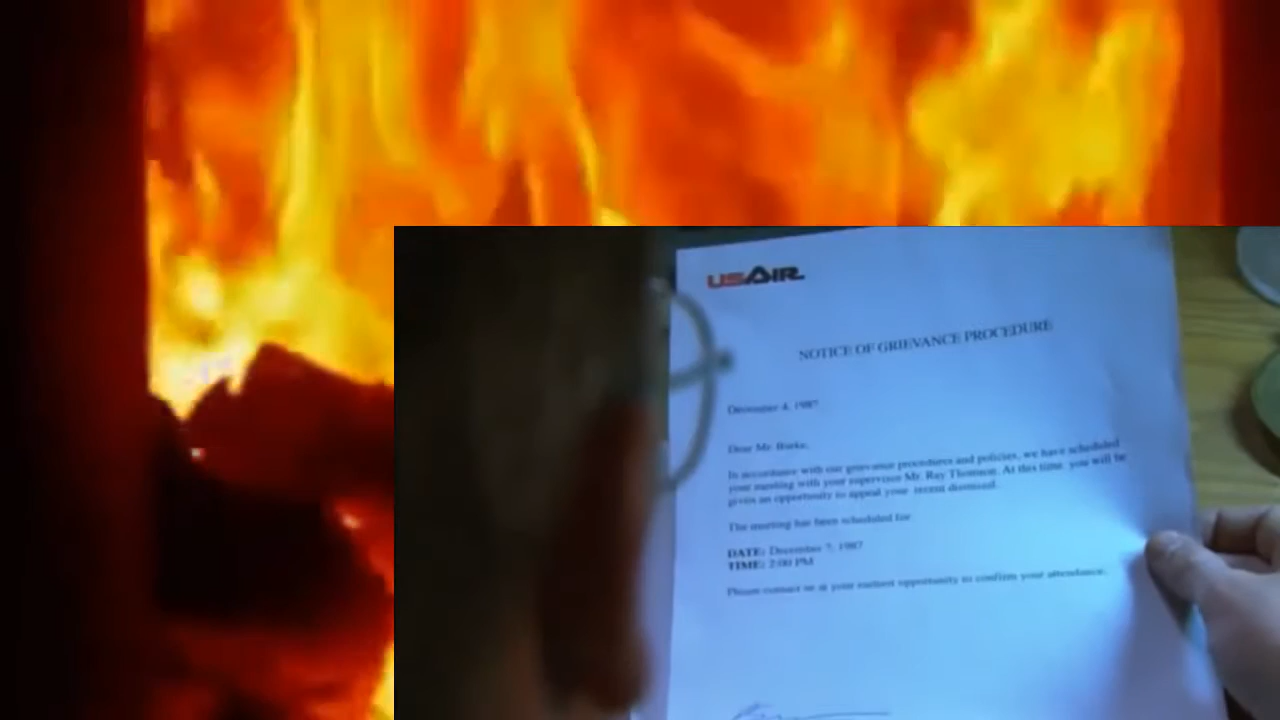 USAIR
NOTICE OF GRIEVANCE PROCEDURE
December 4, 1987
Dear Mr. Burke,
In accordance with our grievance procedures and policies, we have scheduled
your meeting with your supervisor Mr. Ray Thomson. At this time, you will be
given an opportunity to appeal your recent dismissal.
The meeting has been scheduled for
DATE: December 7, 1987
TIME: 2:00 PM
Please contact us at your earliest opportunity to confirm your attendance.